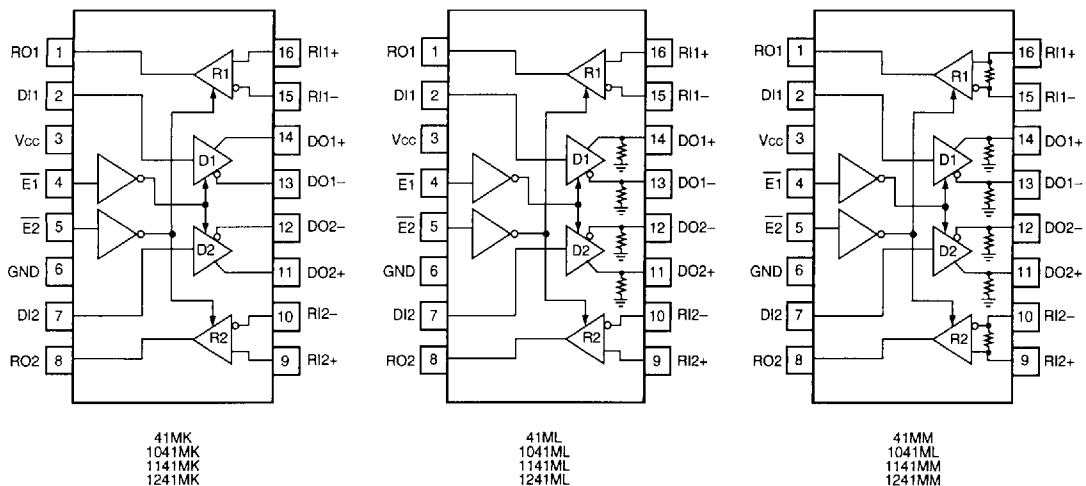 RO1 1 R1 16 RI1+
DI1 2 15 RI1−
VCC 3 D1 14 DO1+
E1 4 13 DO1−
E2 5 12 DO2−
GND 6 D2 11 DO2+
DI2 7 10 RI2−
RO2 8 R2 9 RI2+
41MK
1041MK
1141MK
1241MK
RO1 1 R1 16 RI1+
DI1 2 15 RI1−
VCC 3 D1 14 DO1+
E1 4 13 DO1−
E2 5 12 DO2−
GND 6 D2 11 DO2+
DI2 7 10 RI2−
RO2 8 R2 9 RI2+
41ML
1041ML
1141ML
1241ML
RO1 1 R1 16 RI1+
DI1 2 15 RI1−
VCC 3 D1 14 DO1+
E1 4 13 DO1−
E2 5 12 DO2−
GND 6 D2 11 DO2+
DI2 7 10 RI2−
RO2 8 R2 9 RI2+
41MM
1041ML
1141MM
1241MM